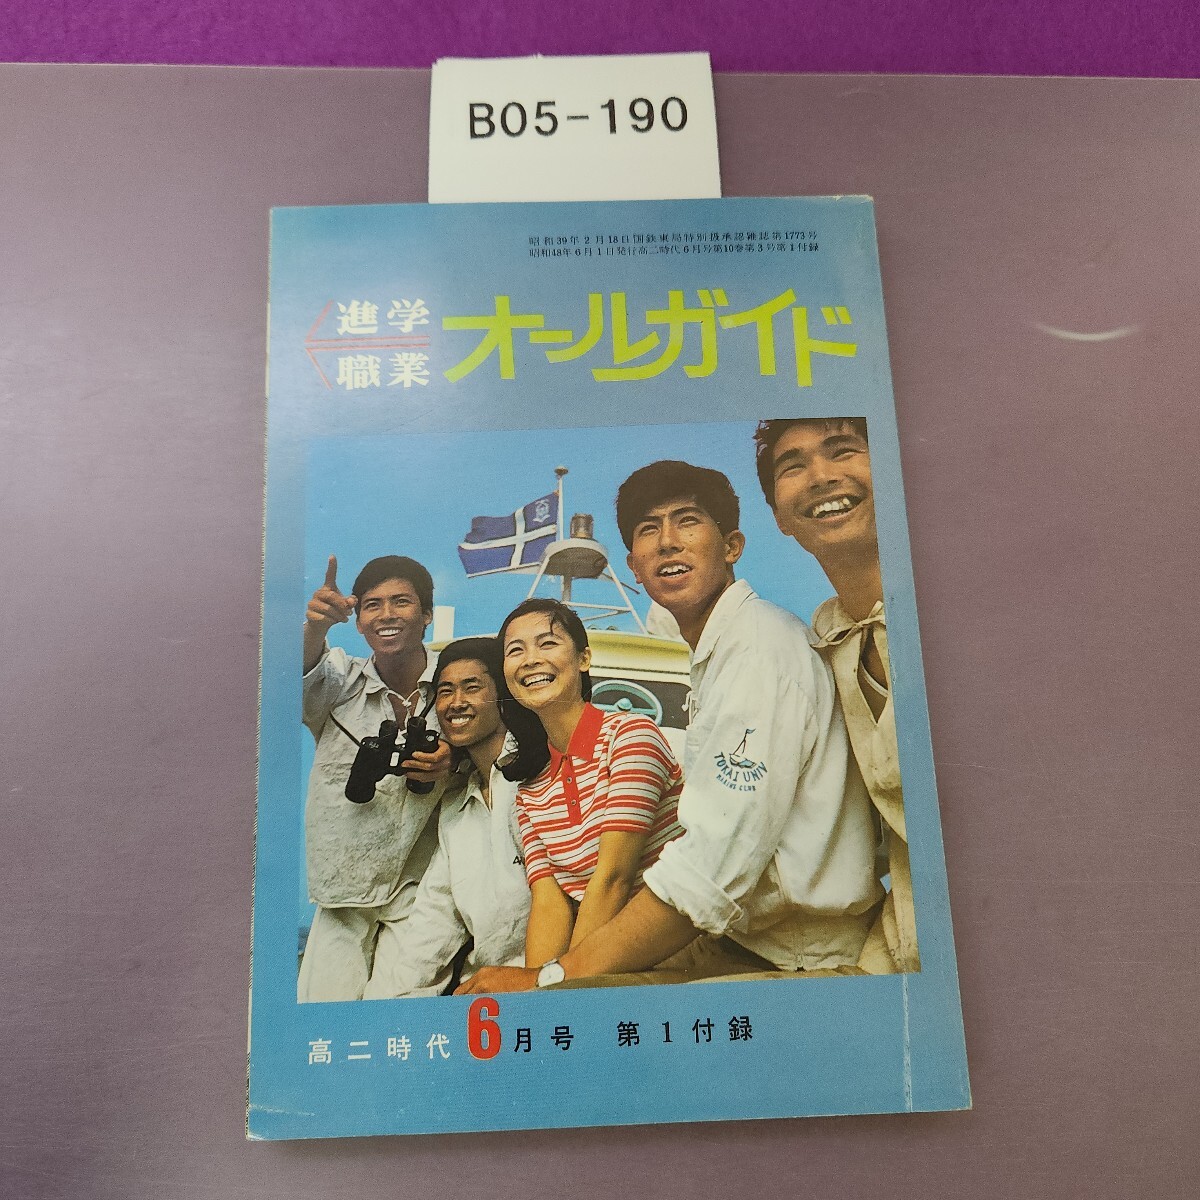 B05-190
昭和39年2月18日国鉄東局特別扱承認雑誌第1773号
昭和48年6月1日発行高二時代6月号第10巻第3号第1付録
進学
職業
オールガイド
TOKAI UNIV
MARINE CLUB
高二時代6月号 第1付録